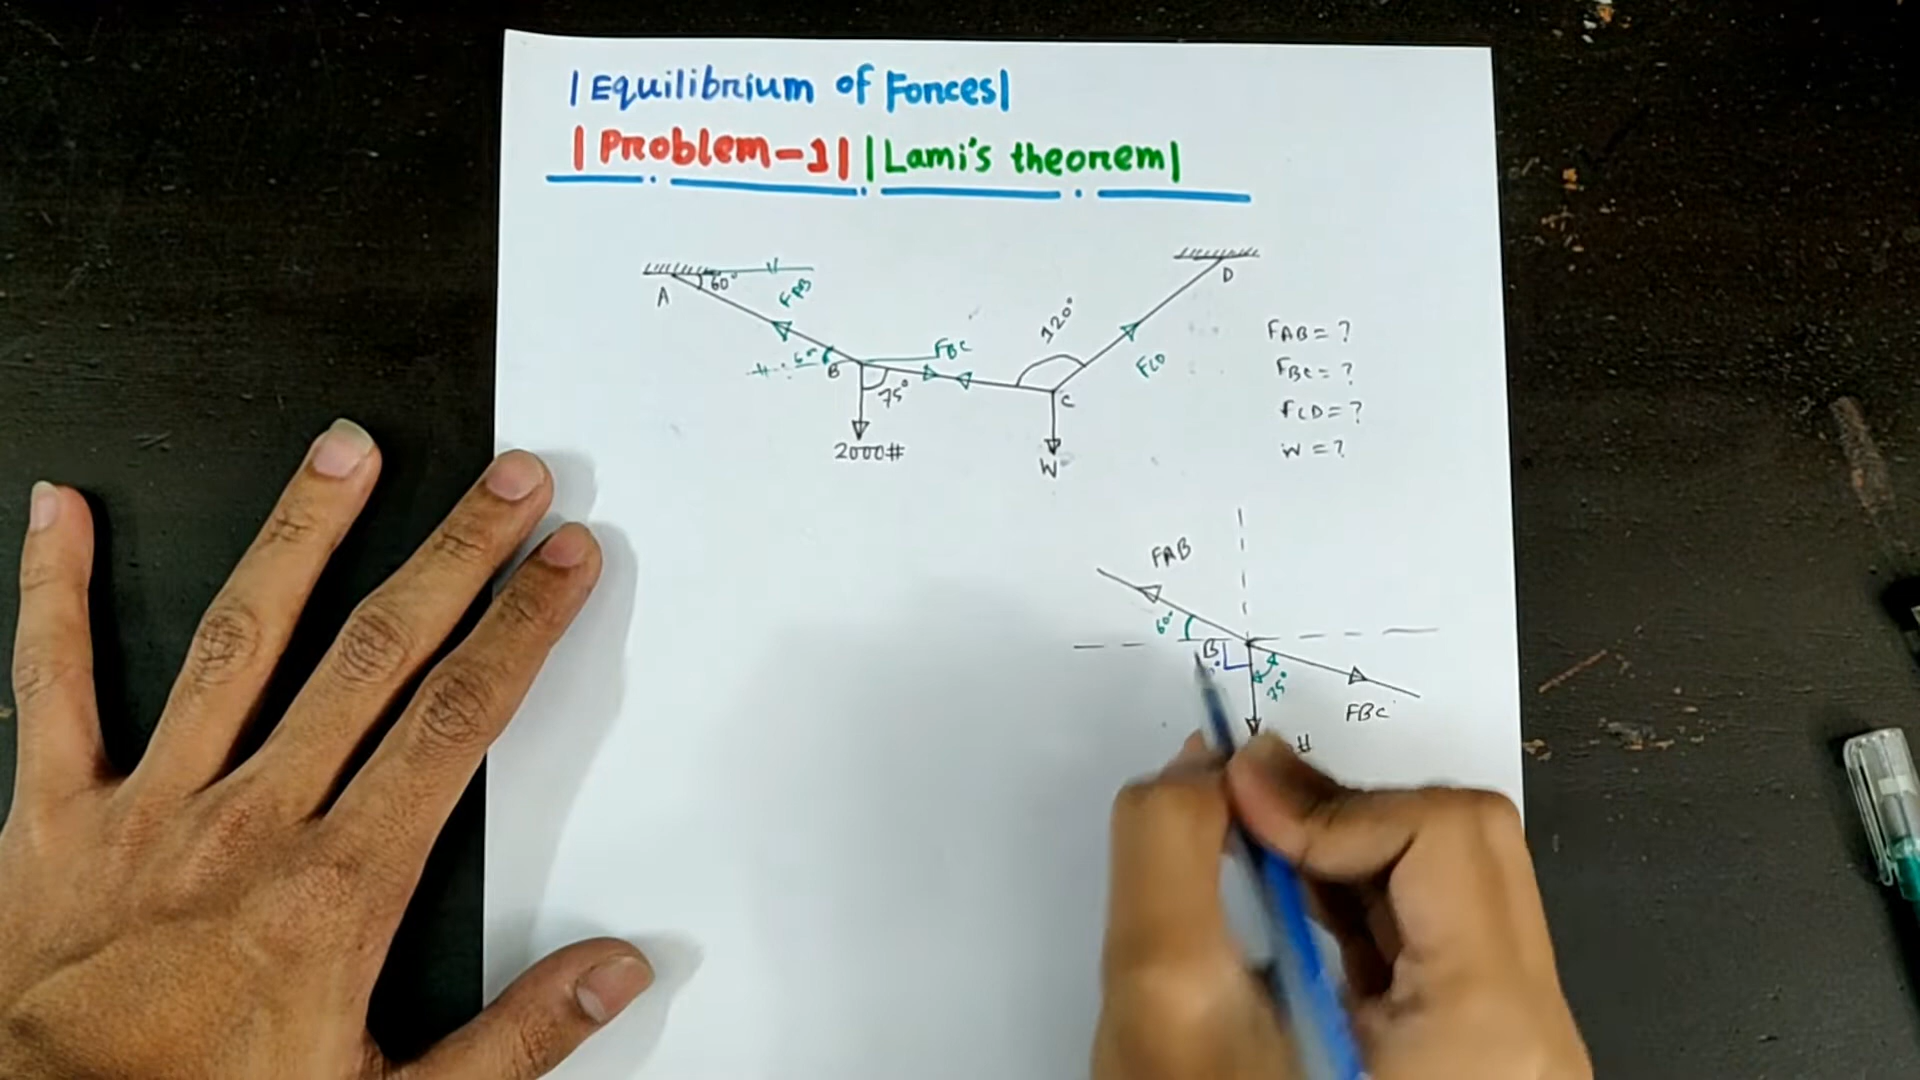 |Equilibrium of Forces|
|Problem-1| |Lami's theorem|
A
60°
FAB
60°
B
75°
2000#
FBC
120°
C
W
FCD
D
FAB = ?
FBC = ?
FCD = ?
W = ?
FAB
60°
B
75°
FBC